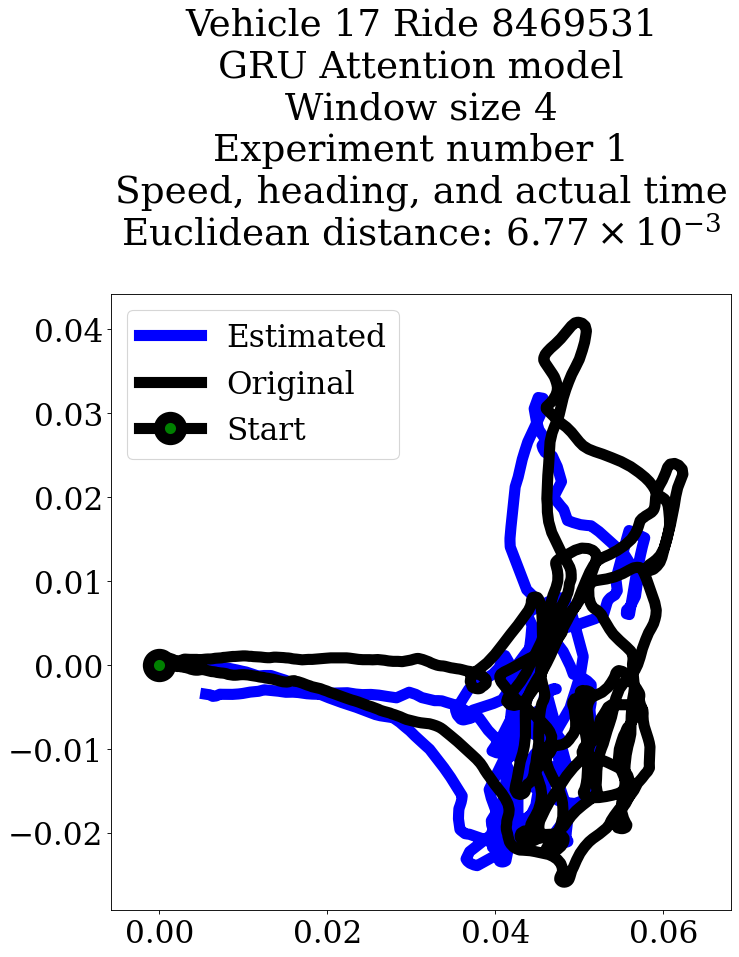 Vehicle 17 Ride 8469531
GRU Attention model
Window size 4
Experiment number 1
Speed, heading, and actual time
Euclidean distance: 6.77 × 10⁻³
Estimated
Original
Start
0.04
0.03
0.02
0.01
0.00
−0.01
−0.02
0.00 0.02 0.04 0.06